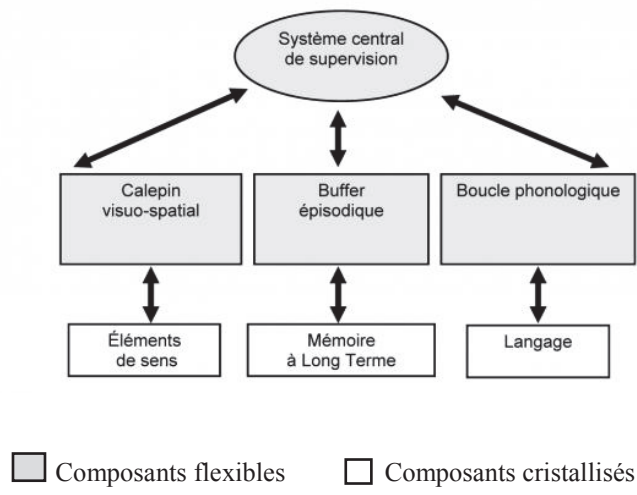 Système central
de supervision
Calepin
visuo-spatial
Buffer
épisodique
Boucle phonologique
Éléments
de sens
Mémoire
à Long Terme
Langage
Composants flexibles
Composants cristallisés